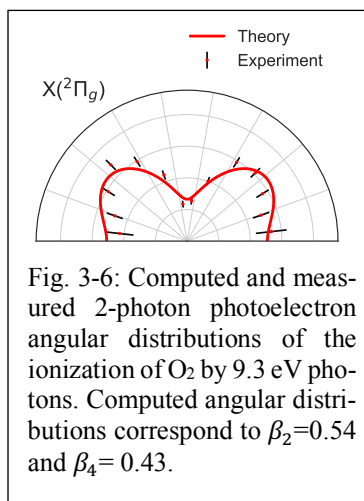 Theory
Experiment
X(²Π_g)
Fig. 3-6: Computed and meas-
ured 2-photon photoelectron
angular distributions of the
ionization of O₂ by 9.3 eV pho-
tons. Computed angular distri-
butions correspond to β₂=0.54
and β₄= 0.43.